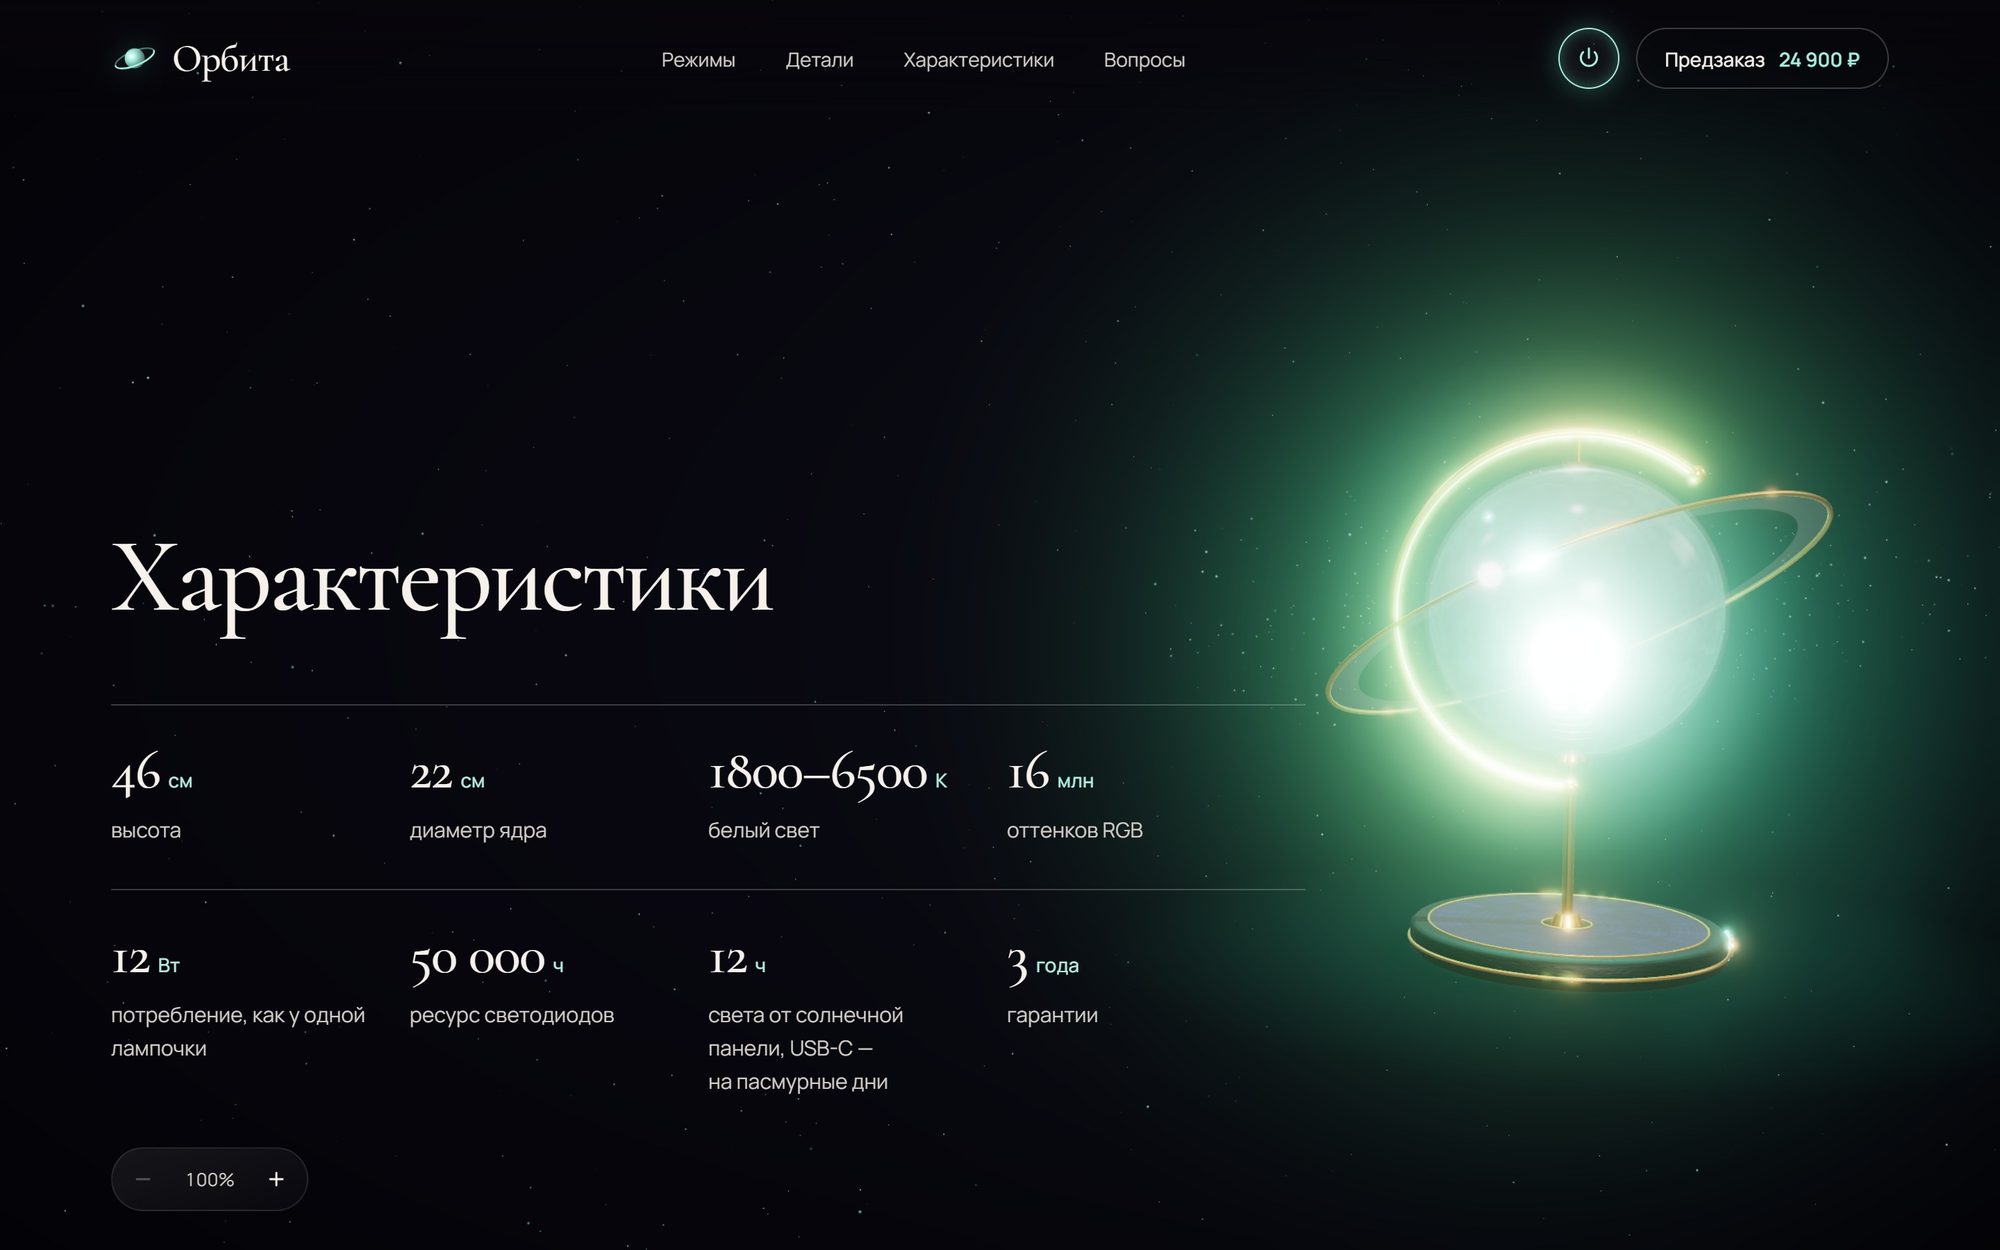 Орбита
Режимы
Детали
Характеристики
Вопросы
Предзаказ 24 900 ₽
Характеристики
46 см
высота
22 см
диаметр ядра
1800–6500 K
белый свет
16 млн
оттенков RGB
12 Вт
потребление, как у одной
лампочки
50 000 ч
ресурс светодиодов
12 ч
света от солнечной
панели, USB-C —
на пасмурные дни
3 года
гарантии
− 100% +